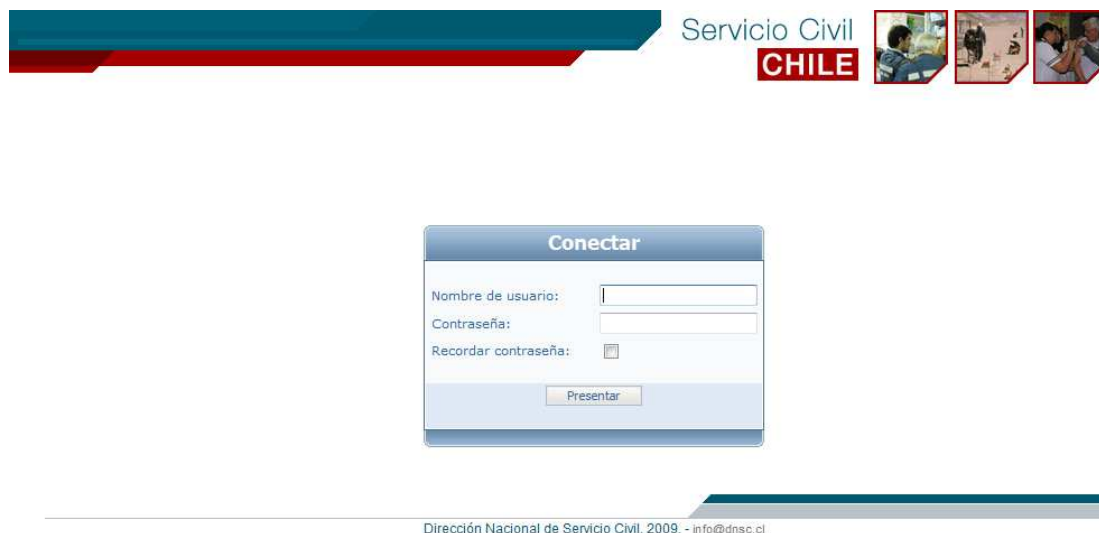 Servicio Civil
CHILE
Conectar
Nombre de usuario:
Contraseña:
Recordar contraseña:
Presentar
Dirección Nacional de Servicio Civil, 2009. - info@dnsc.cl